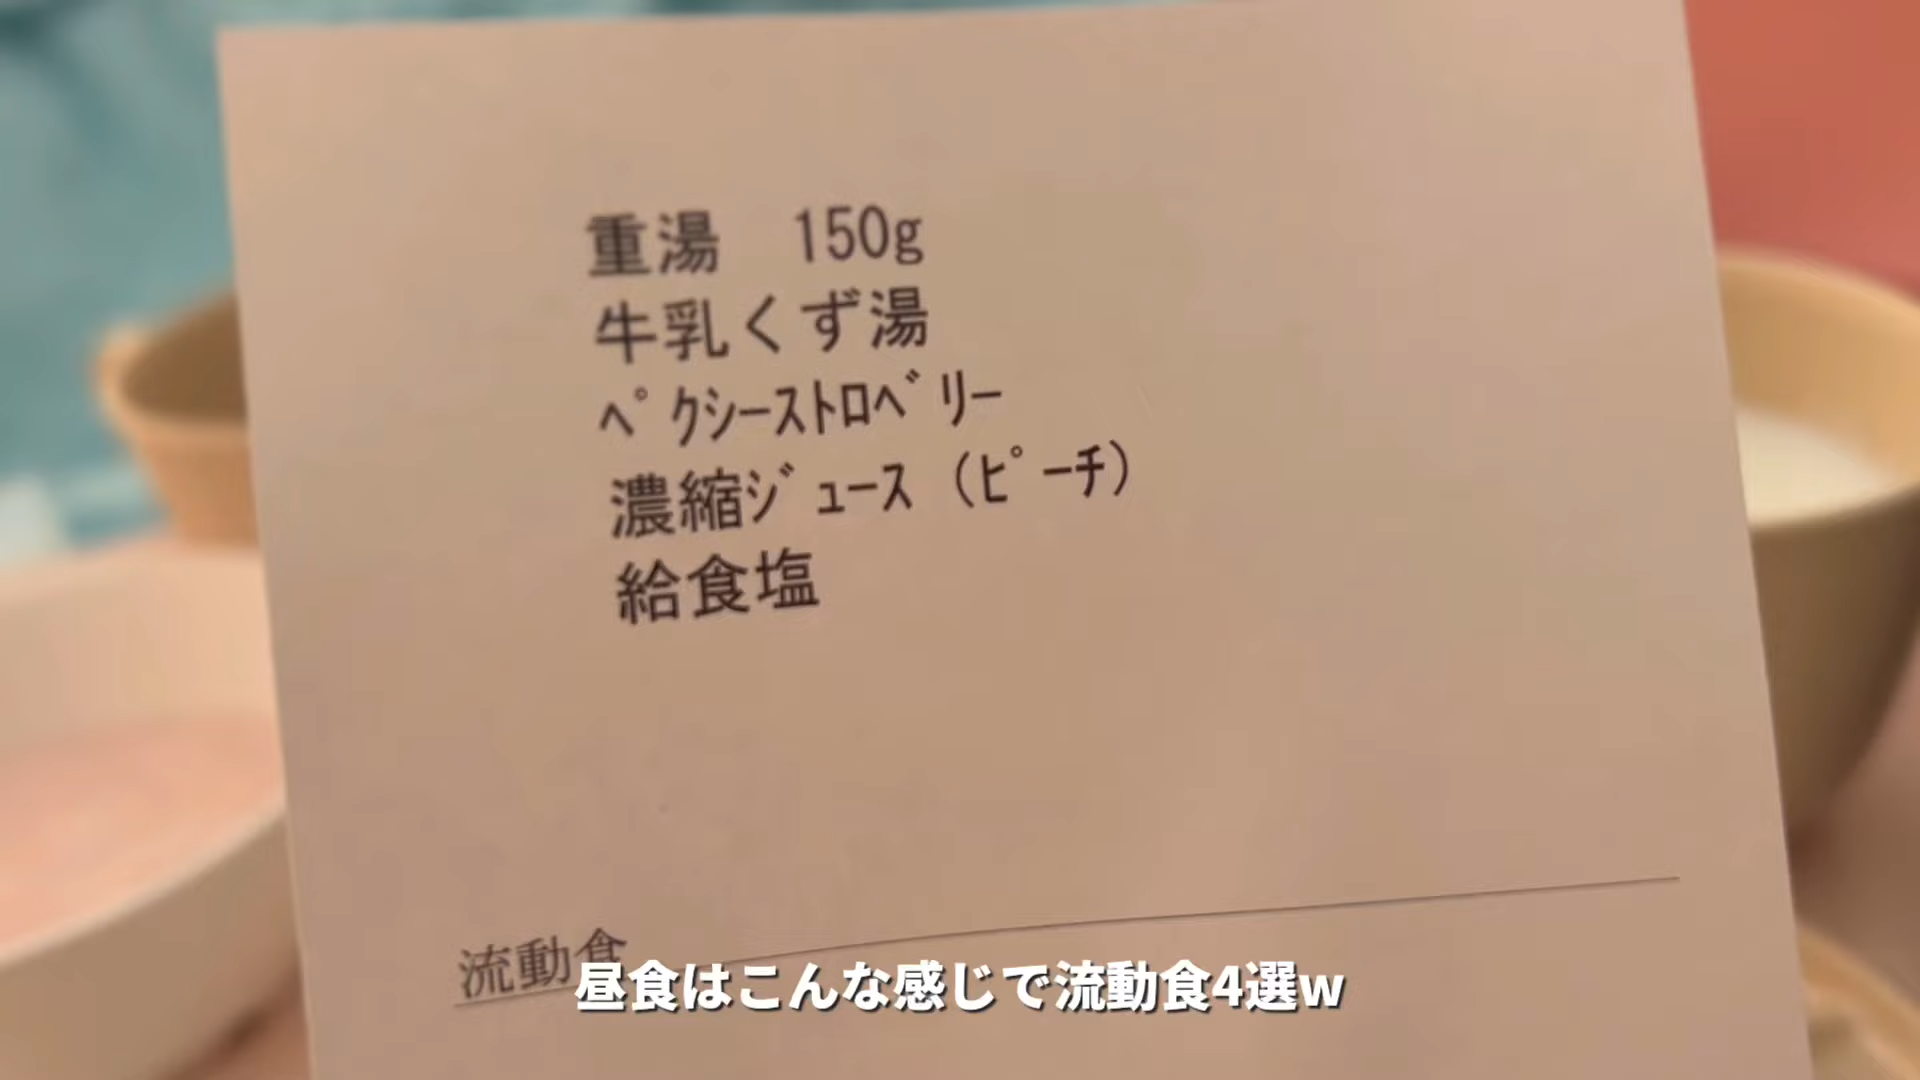 重湯　150g
牛乳くず湯
ﾍﾟｸｼｰｽﾄﾛﾍﾞﾘｰ
濃縮ｼﾞｭｰｽ（ﾋﾟｰﾁ）
給食塩
流動食
昼食はこんな感じで流動食4選w